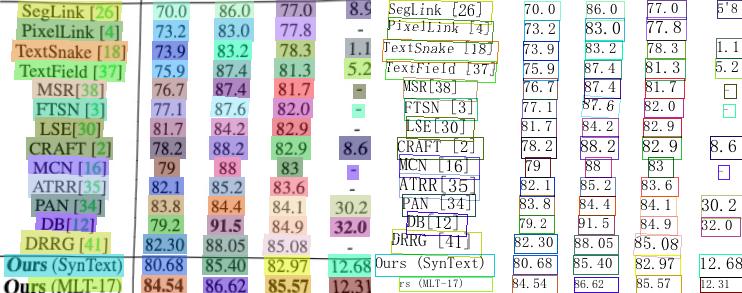 SegLink [26] 70.0 86.0 77.0 8.9 SegLink [26] 70.0 86.0 77.0 5'8
PixelLink [4] 73.2 83.0 77.8 - PixelLink [4] 73.2 83.0 77.8
TextSnake [18] 73.9 83.2 78.3 1.1 TextSnake [18] 73.9 83.2 78.3 1.1
TextField [37] 75.9 87.4 81.3 5.2 TextField [37] 75.9 87.4 81.3 5.2
MSR[38] 76.7 87.4 81.7 - MSR[38] 76.7 87.4 81.7 -
FTSN [3] 77.1 87.6 82.0 - FTSN [3] 77.1 87.6 82.0 -
LSE[30] 81.7 84.2 82.9 - LSE[30] 81.7 84.2 82.9
CRAFT [2] 78.2 88.2 82.9 8.6 CRAFT [2] 78.2 88.2 82.9 8.6
MCN [16] 79 88 83 - MCN [16] 79 88 83 -
ATRR[35] 82.1 85.2 83.6 - ATRR[35 82.1 85.2 83.6
PAN [34] 83.8 84.4 84.1 30.2 PAN [34] 83.8 84.4 84.1 30.2
DB[12] 79.2 91.5 84.9 32.0 DB[12] 79.2 91.5 84.9 32.0
DRRG [41] 82.30 88.05 85.08 - DRRG [41] 82.30 88.05 85.08
Ours (SynText) 80.68 85.40 82.97 12.68 Ours (SynText) 80.68 85.40 82.97 12.68
Ours (MLT-17) 84.54 86.62 85.57 12.31 rs (MLT-17) 84.54 86.62 85.57 12.31